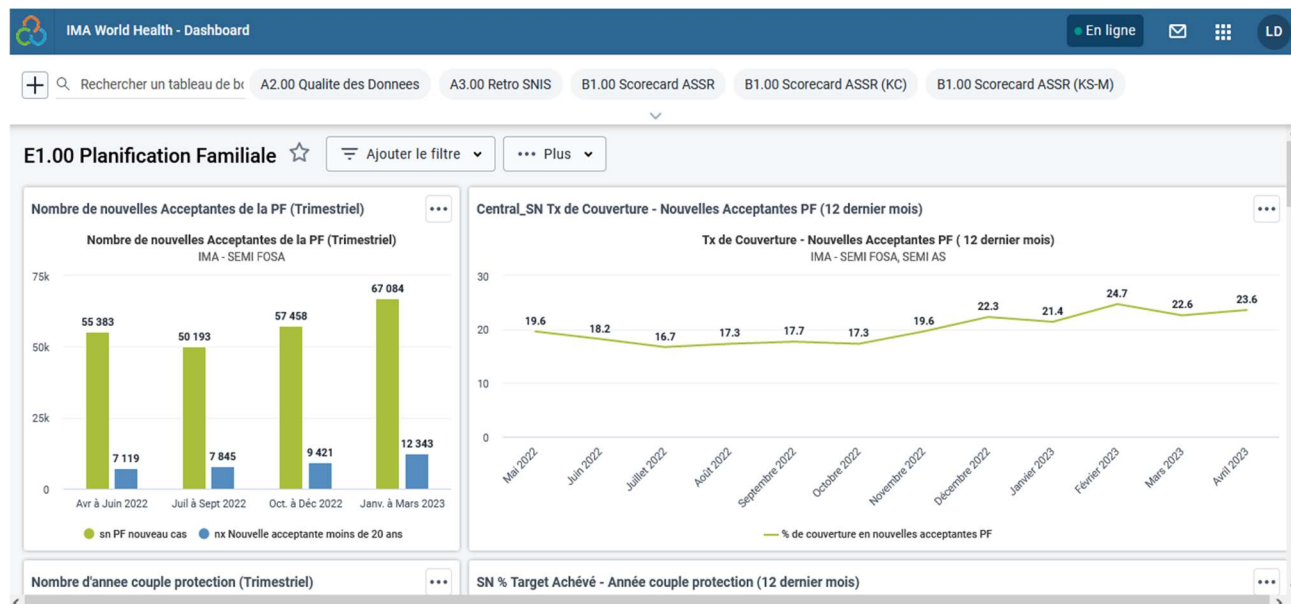 IMA World Health - Dashboard
En ligne
LD
Rechercher un tableau de bo
A2.00 Qualite des Donnees
A3.00 Retro SNIS
B1.00 Scorecard ASSR
B1.00 Scorecard ASSR (KC)
B1.00 Scorecard ASSR (KS-M)
E1.00 Planification Familiale
Ajouter le filtre
Plus
Nombre de nouvelles Acceptantes de la PF (Trimestriel)
Nombre de nouvelles Acceptantes de la PF (Trimestriel)
IMA - SEMI FOSA
75k
50k
25k
0
55 383
7 119
50 193
7 845
57 458
9 421
67 084
12 343
Avr à Juin 2022
Juil à Sept 2022
Oct. à Déc 2022
Janv. à Mars 2023
sn PF nouveau cas
nx Nouvelle acceptante moins de 20 ans
Central_SN Tx de Couverture - Nouvelles Acceptantes PF (12 dernier mois)
Tx de Couverture - Nouvelles Acceptantes PF ( 12 dernier mois)
IMA - SEMI FOSA, SEMI AS
30
20
10
0
19.6
18.2
16.7
17.3
17.7
17.3
19.6
22.3
21.4
24.7
22.6
23.6
Mai 2022
Juin 2022
Juillet 2022
Août 2022
Septembre 2022
Octobre 2022
Novembre 2022
Décembre 2022
Janvier 2023
Février 2023
Mars 2023
Avril 2023
% de couverture en nouvelles acceptantes PF
Nombre d'annee couple protection (Trimestriel)
SN % Target Achévé - Année couple protection (12 dernier mois)